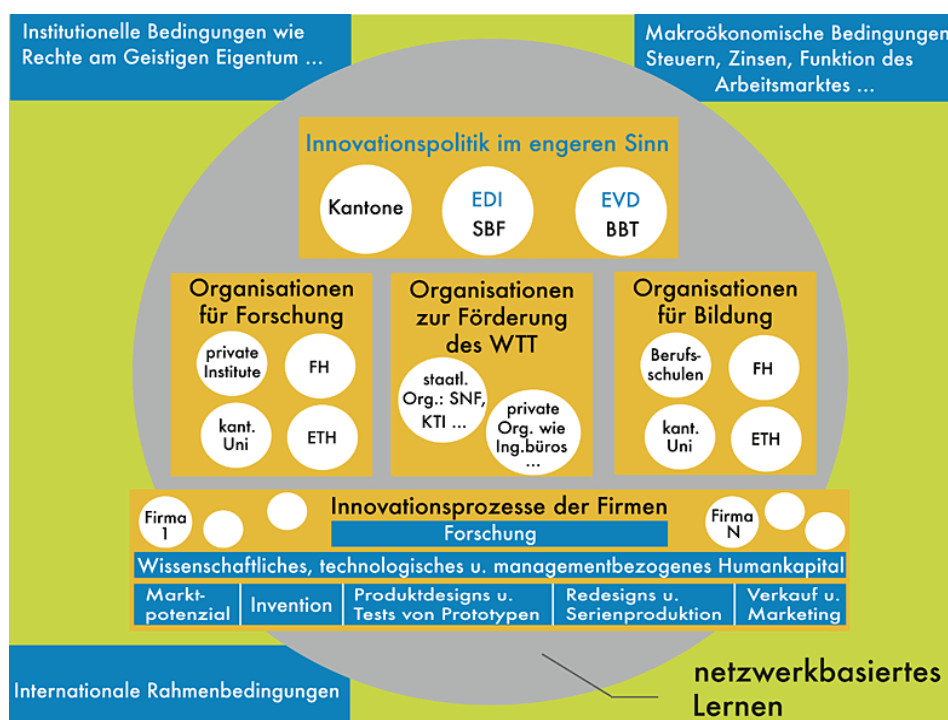 Institutionelle Bedingungen wie
Rechte am Geistigen Eigentum ...
Makroökonomische Bedingungen
Steuern, Zinsen, Funktion des
Arbeitsmarktes ...
Innovationspolitik im engeren Sinn
Kantone
EDI
SBF
EVD
BBT
Organisationen
für Forschung
private
Institute
FH
kant.
Uni
ETH
Organisationen
zur Förderung
des WTT
staatl.
Org.: SNF,
KTI ...
private
Org. wie
Ing.büros
...
Organisationen
für Bildung
Berufs-
schulen
FH
kant.
Uni
ETH
Firma
1
Innovationsprozesse der Firmen
Firma
N
Forschung
Wissenschaftliches, technologisches u. managementbezogenes Humankapital
Markt-
potenzial
Invention
Produktdesigns u.
Tests von Prototypen
Redesigns u.
Serienproduktion
Verkauf u.
Marketing
Internationale Rahmenbedingungen
netzwerkbasiertes
Lernen